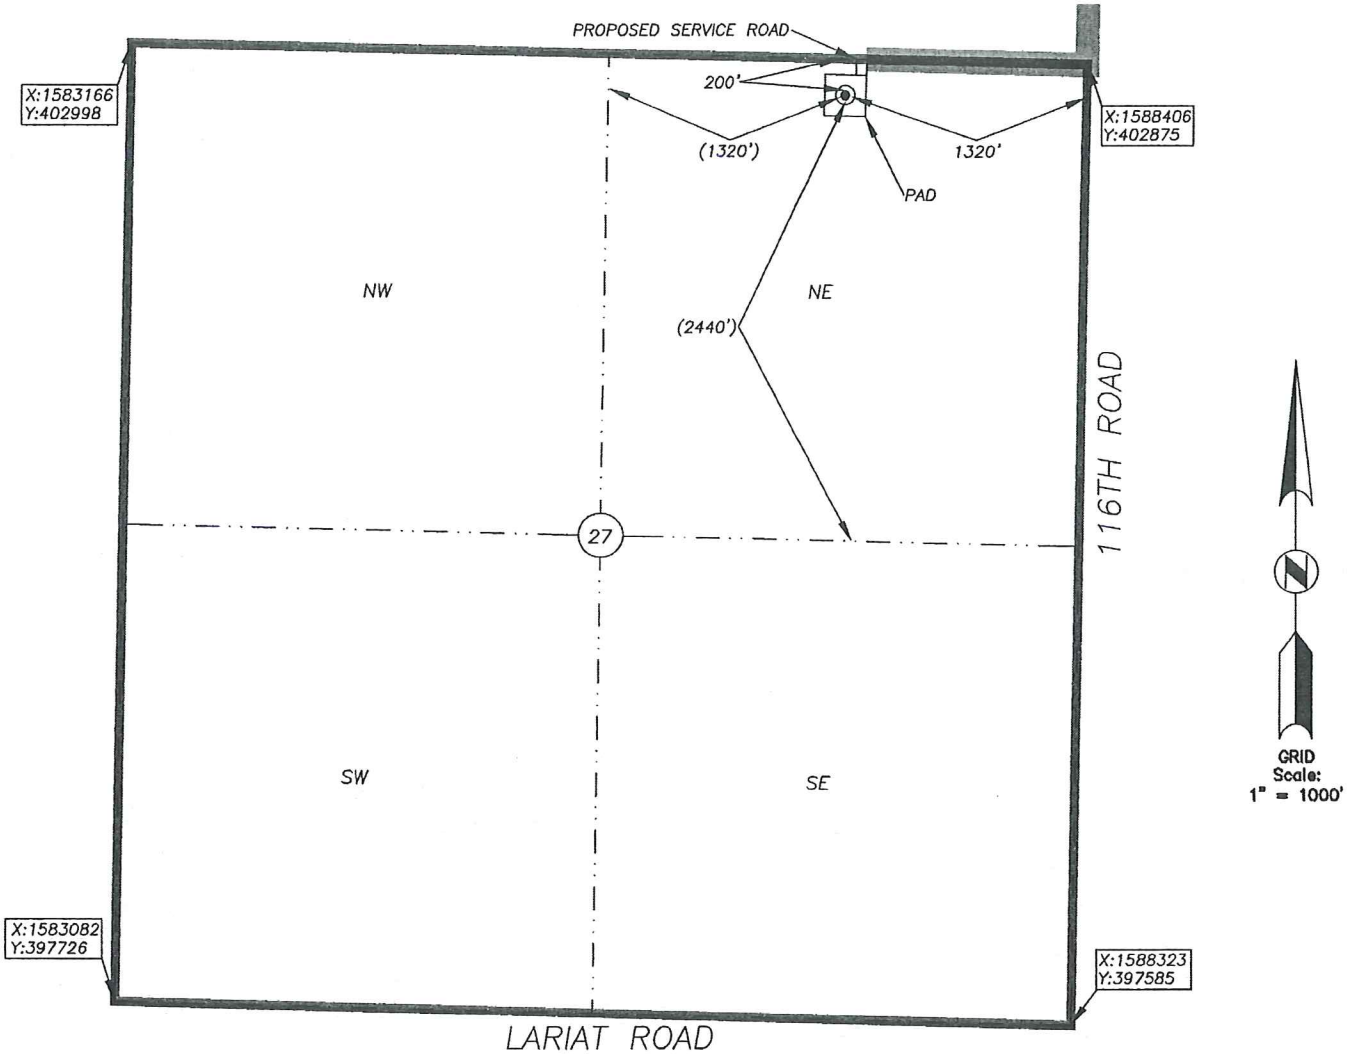 PROPOSED SERVICE ROAD
200'
X:1583166
Y:402998
X:1588406
Y:402875
(1320')
1320'
PAD
NW
NE
(2440')
116TH ROAD
27
N
SW
SE
GRID
Scale:
1" = 1000'
X:1583082
Y:397726
X:1588323
Y:397585
LARIAT ROAD